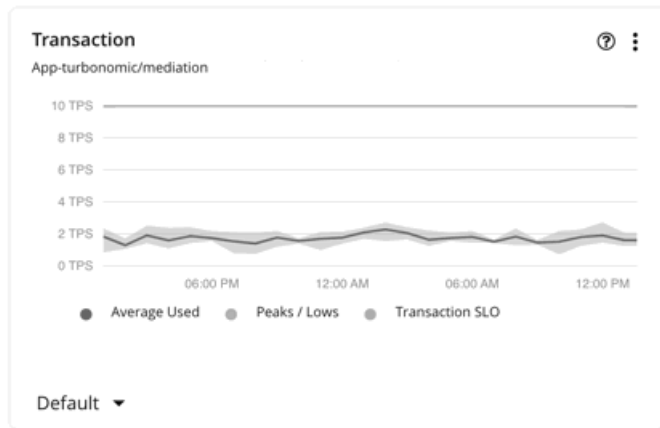 Transaction
App-turbonomic/mediation
10 TPS
8 TPS
6 TPS
4 TPS
2 TPS
0 TPS
06:00 PM 12:00 AM 06:00 AM 12:00 PM
Average Used Peaks / Lows Transaction SLO
Default